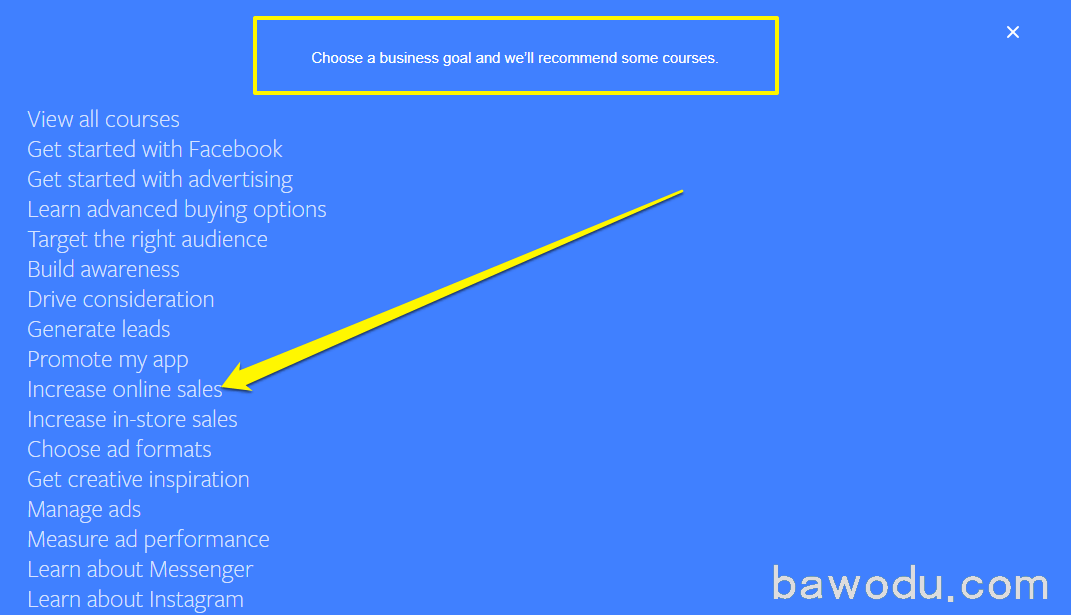 Choose a business goal and we'll recommend some courses.
View all courses
Get started with Facebook
Get started with advertising
Learn advanced buying options
Target the right audience
Build awareness
Drive consideration
Generate leads
Promote my app
Increase online sales
Increase in-store sales
Choose ad formats
Get creative inspiration
Manage ads
Measure ad performance
Learn about Messenger
Learn about Instagram
bawodu.com